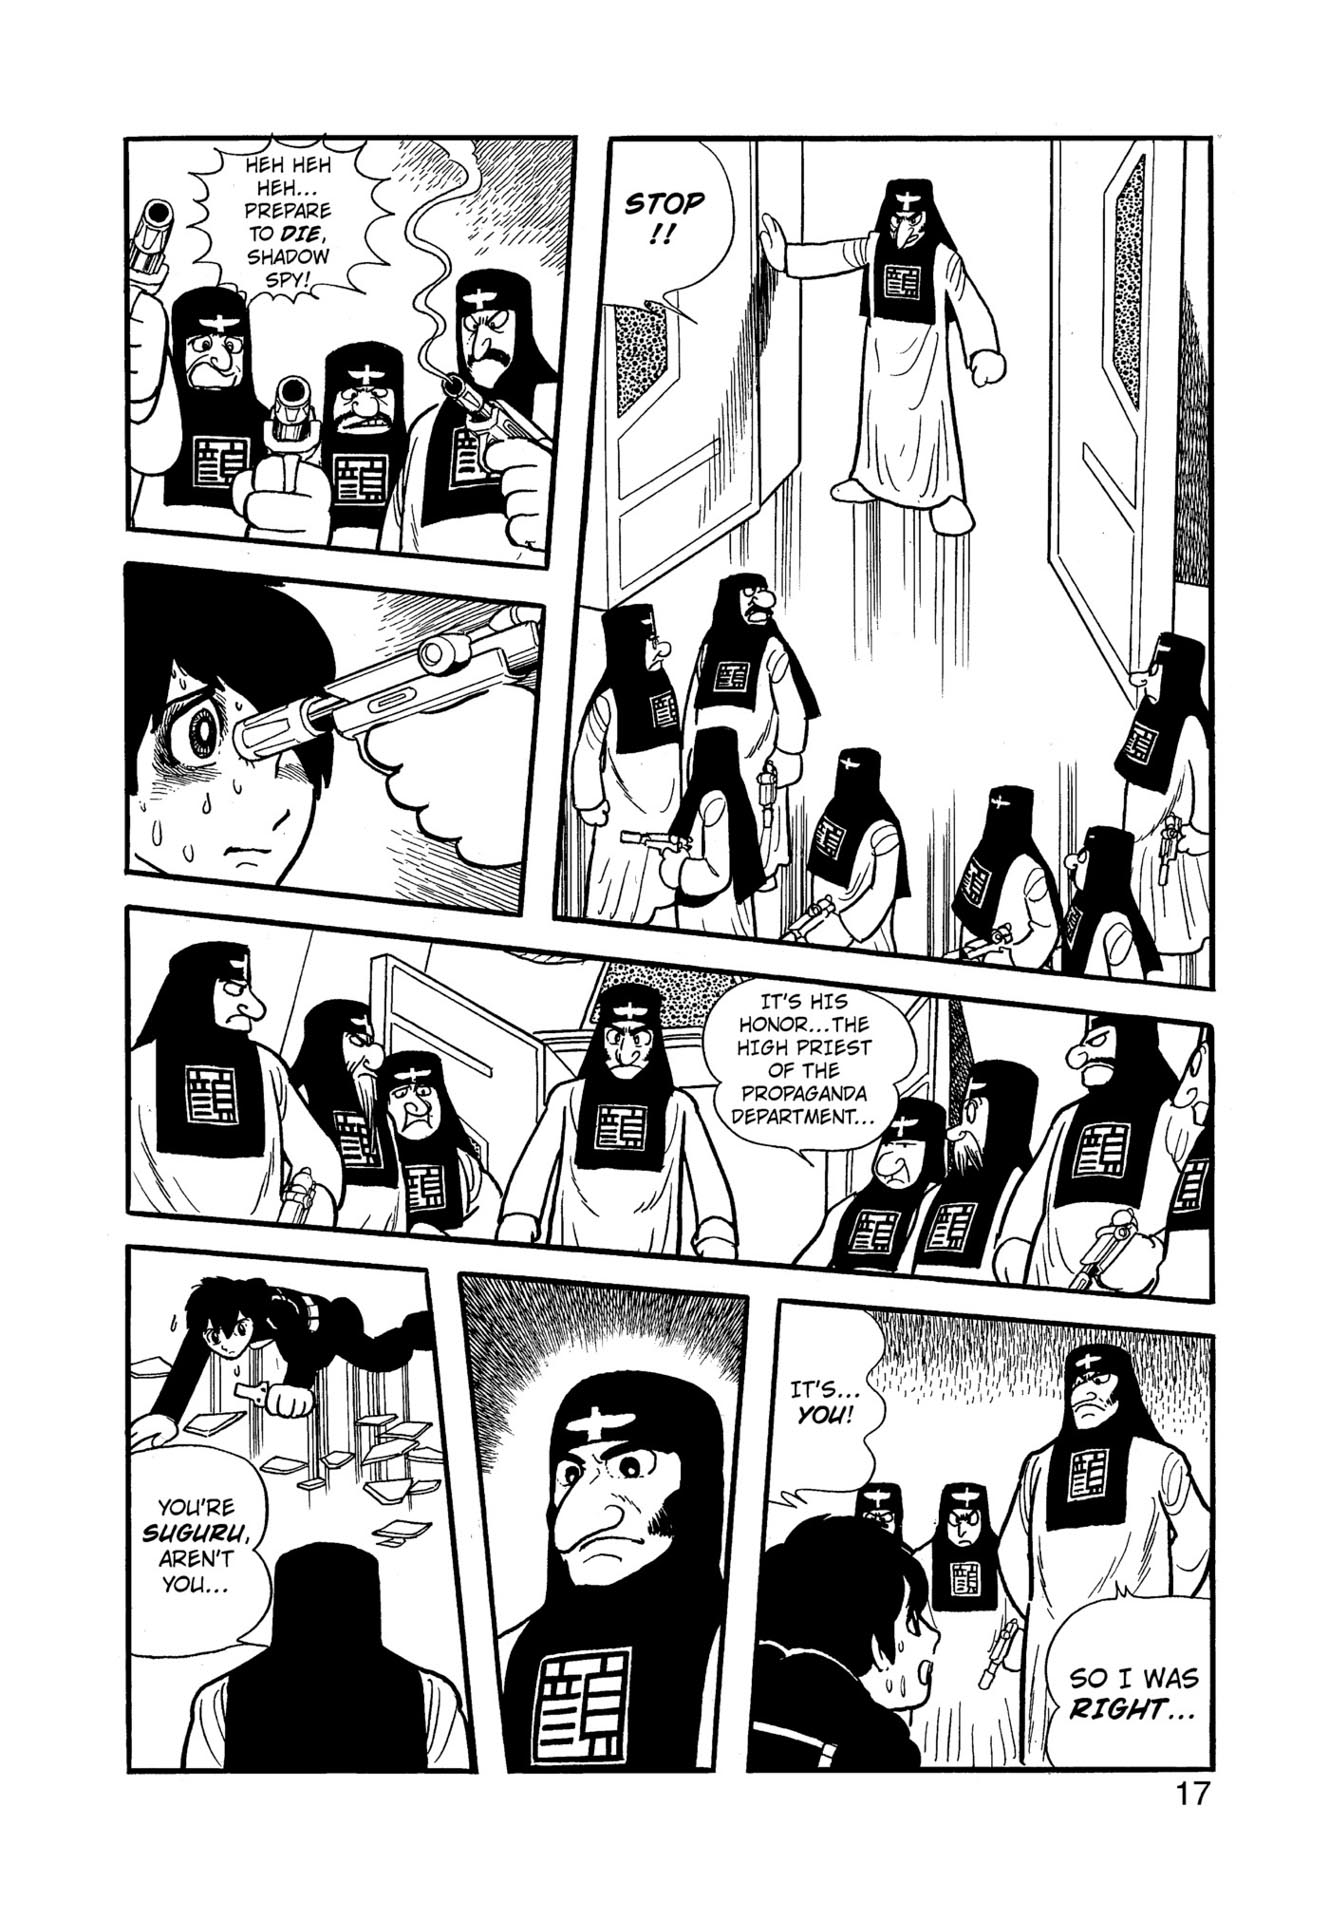 HEH HEH
HEH...
PREPARE
TO DIE,
SHADOW
SPY!
STOP
!!
IT'S HIS
HONOR...THE
HIGH PRIEST
OF THE
PROPAGANDA
DEPARTMENT...
YOU'RE
SUGURU,
AREN'T
YOU...
IT'S...
YOU!
SO I WAS
RIGHT...
17